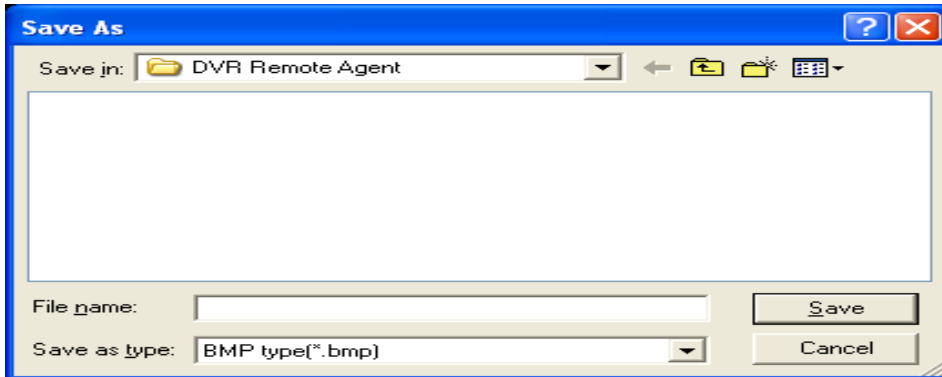 Save As
Save in: DVR Remote Agent
File name: Save
Save as type: BMP type(*.bmp) Cancel